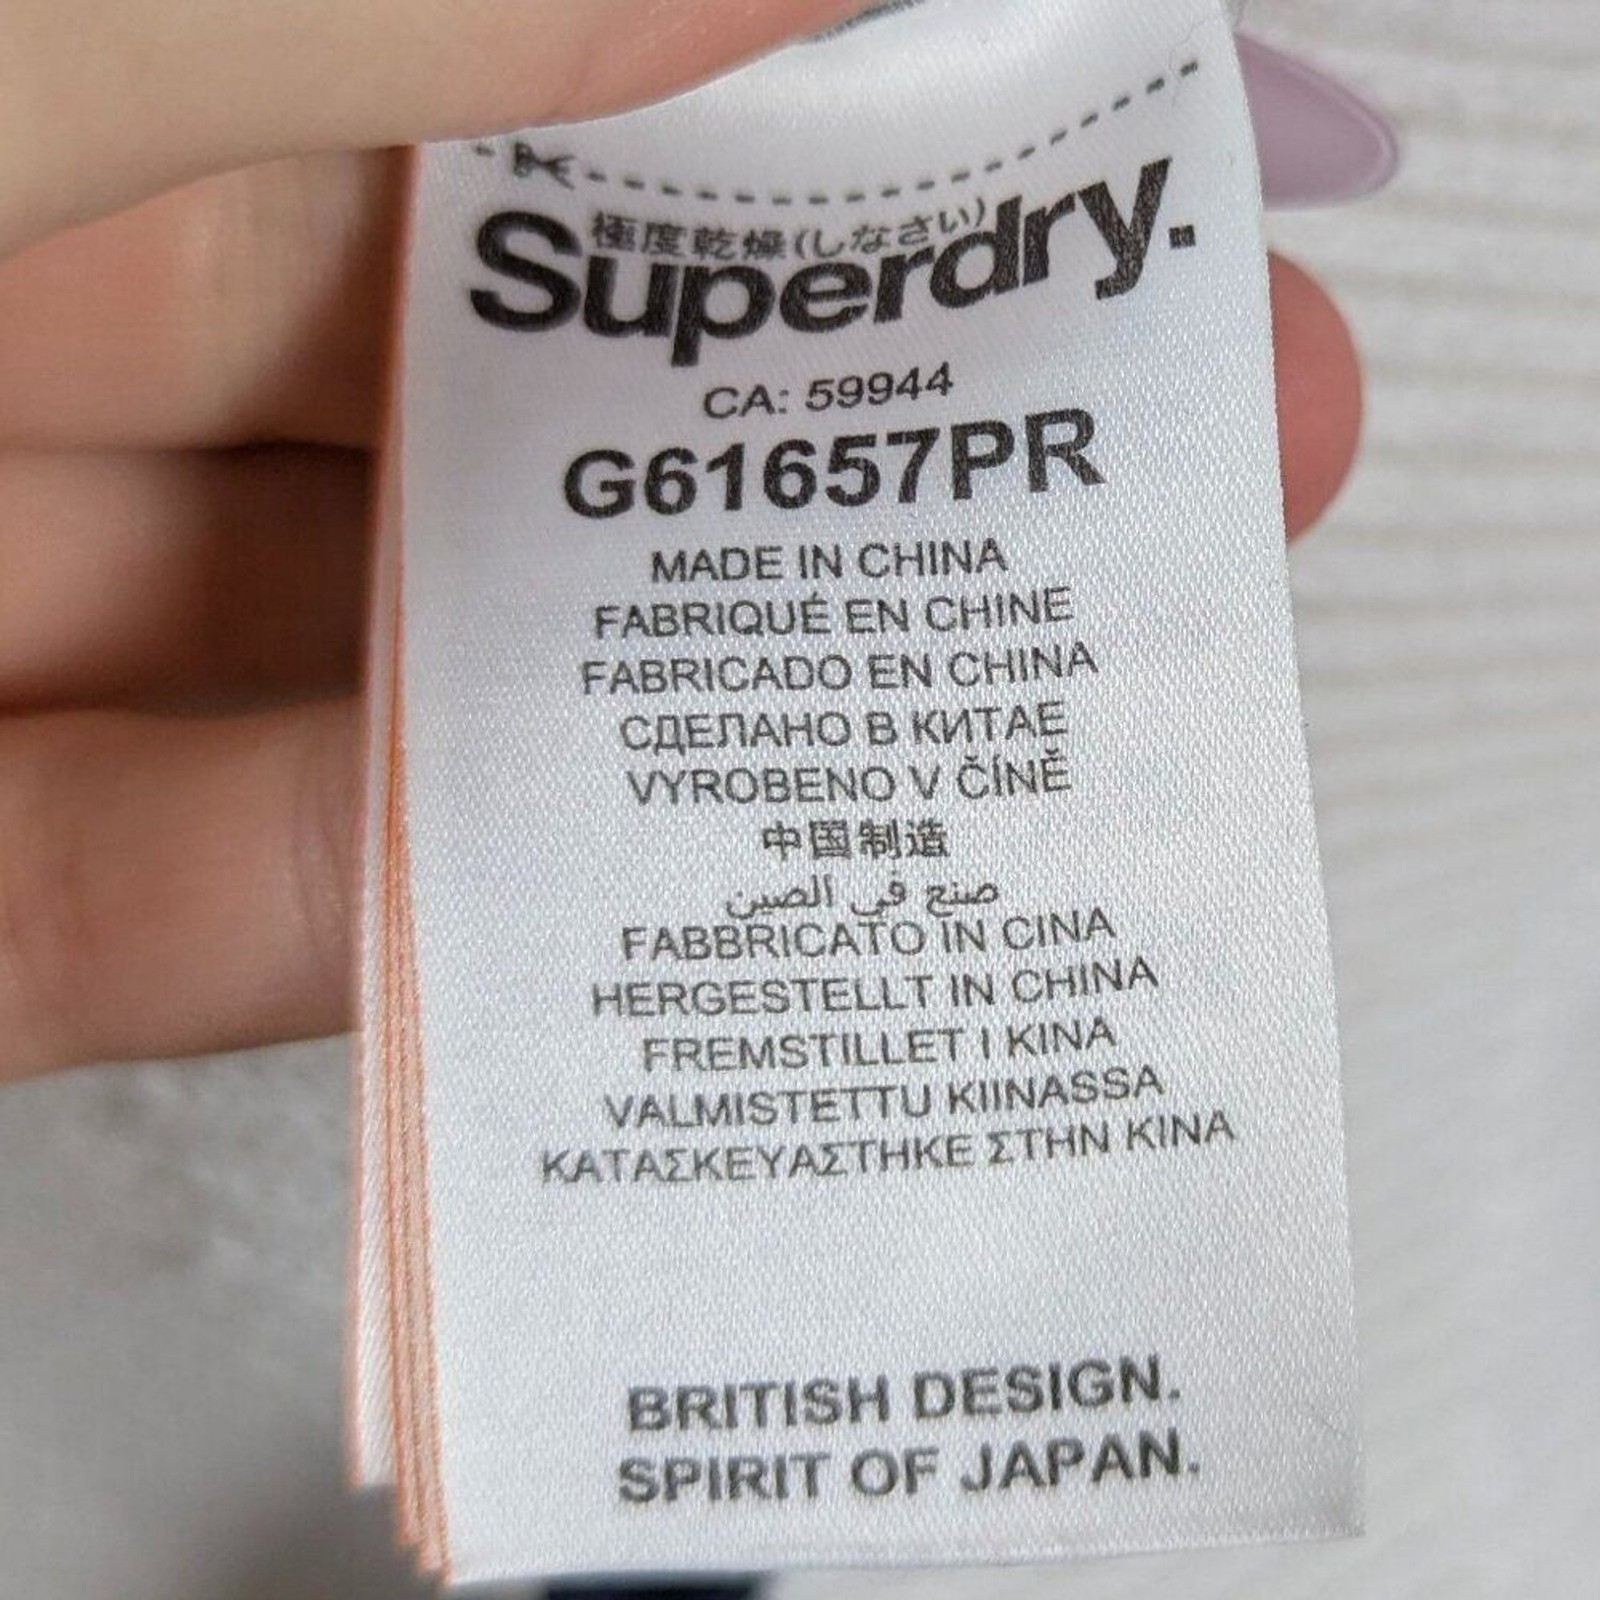 極度乾燥(しなさい)
Superdry.
CA: 59944
G61657PR
MADE IN CHINA
FABRIQUÉ EN CHINE
FABRICADO EN CHINA
СДЕЛАНО В КИТАЕ
VYROBENO V ČÍNĚ
中国制造
صنع في الصين
FABBRICATO IN CINA
HERGESTELLT IN CHINA
FREMSTILLET I KINA
VALMISTETTU KIINASSA
ΚΑΤΑΣΚΕΥΑΣΤΗΚΕ ΣΤΗΝ ΚΙΝΑ
BRITISH DESIGN.
SPIRIT OF JAPAN.